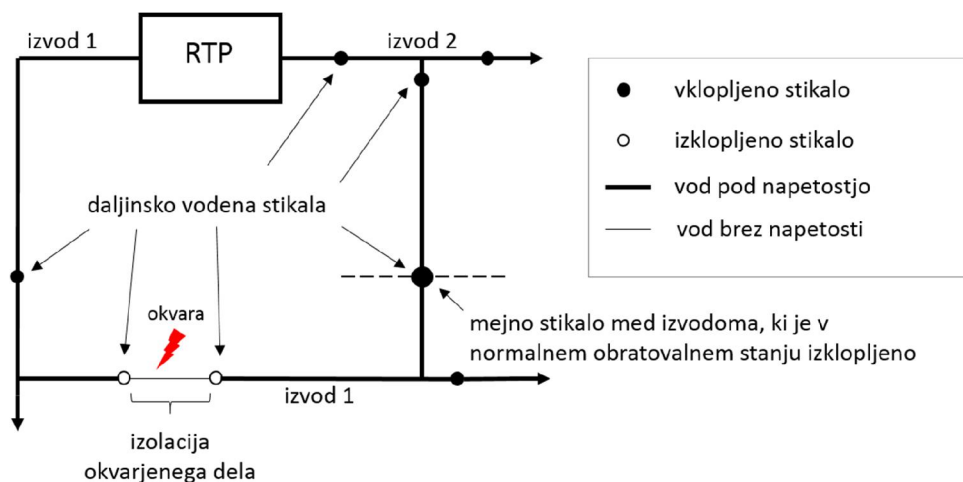 izvod 1
RTP
izvod 2
vklopljeno stikalo
izklopljeno stikalo
vod pod napetostjo
vod brez napetosti
daljinsko vodena stikala
okvara
mejno stikalo med izvodoma, ki je v
normalnem obratovalnem stanju izklopljeno
izvod 1
izolacija
okvarjenega dela